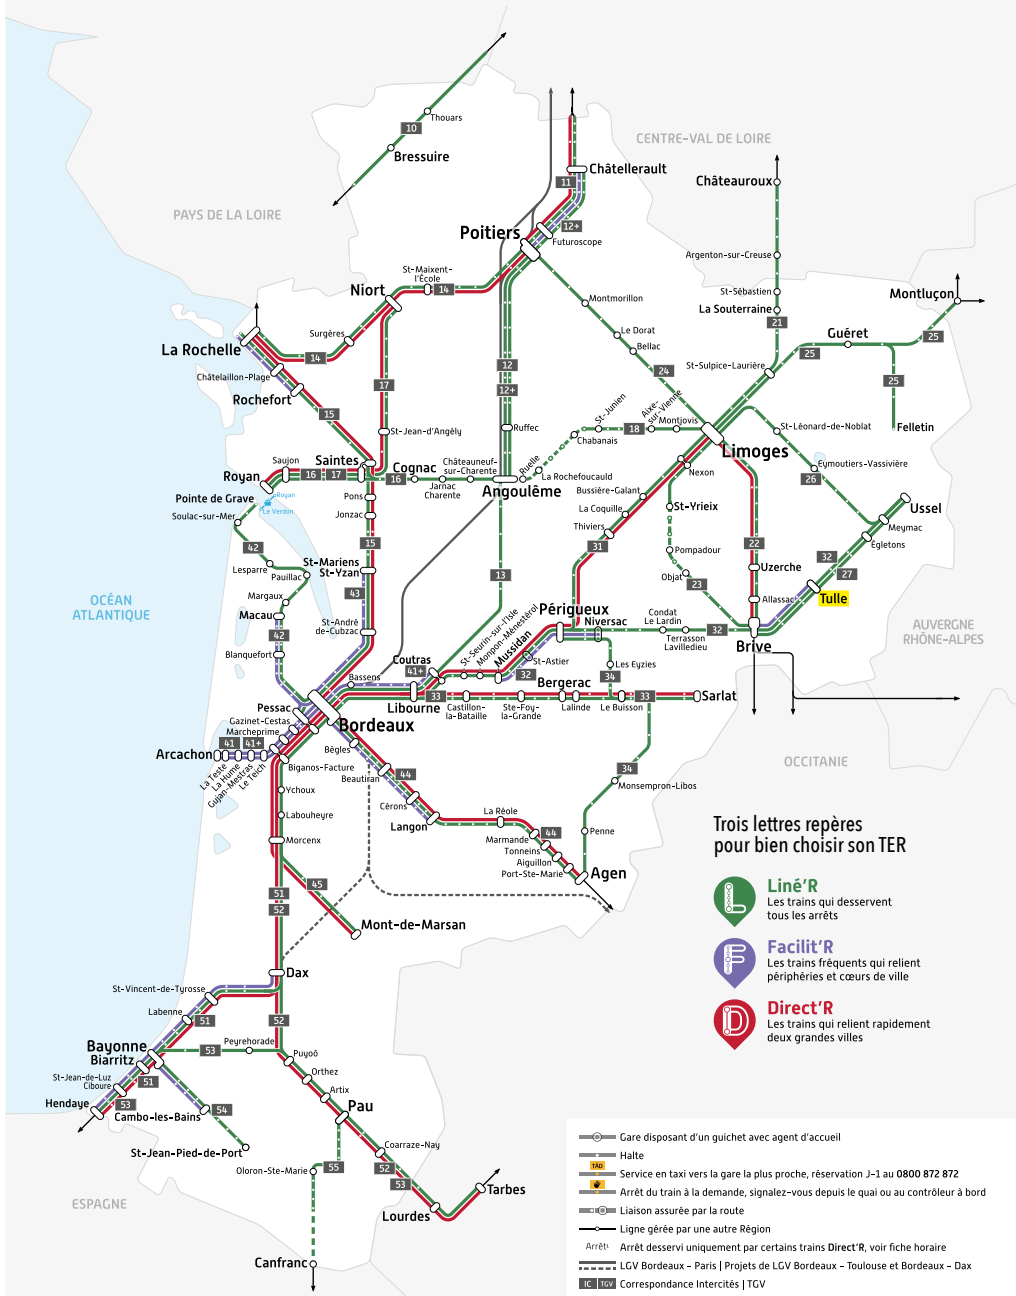 Thouars
10
Bressuire
CENTRE-VAL DE LOIRE
Châtellerault
11
Châteauroux
PAYS DE LA LOIRE
12+
Poitiers
Futuroscope
Argenton-sur-Creuse
St-Maixent-
l'École
14
Niort
Montmorillon
St-Sébastien
La Souterraine
Montluçon
21
Surgères
Le Dorat
Bellac
Guéret
25
25
La Rochelle
14
12
24
St-Sulpice-Laurière
25
Châtelaillon-Plage
17
12+
Rochefort
15
St-Junien
Aixe-
sur-Vienne
Montjovis
St-Jean-d'Angély
Ruffec
18
Chabanais
St-Léonard-de-Noblat
Felletin
Limoges
Saujon
Saintes
Cognac
Châteauneuf-
sur-Charente
Ruelle
La Rochefoucauld
Nexon
Eymoutiers-Vassivière
Royan
16
17
16
Jarnac
Charente
Angoulême
26
Bussière-Galant
Pointe de Grave
Royan
Le Verdon
Pons
La Coquille
St-Yrieix
Ussel
Soulac-sur-Mer
Jonzac
Thiviers
Meymac
42
15
31
Pompadour
22
Égletons
32
27
Lesparre
Pauillac
St-Mariens
St-Yzan
13
Objat
23
Uzerche
OCÉAN
ATLANTIQUE
Margaux
43
Allassac
Tulle
Macau
42
St-André
de-Cubzac
St-Seurin-sur-l'Isle
Monpon-Ménestérol
Mussidan
Périgueux
Niversac
Condat
Le Lardin
Terrasson
Lavilledieu
32
Brive
AUVERGNE
RHÔNE-ALPES
Blanquefort
Coutras
41+
St-Astier
32
Les Eyzies
34
Bassens
Bergerac
Pessac
Libourne
33
Castillon-
la-Bataille
Ste-Foy-
la-Grande
Lalinde
Le Buisson
33
Sarlat
Gazinet-Cestas
Marcheprime
Bordeaux
Arcachon
41
41+
La Teste
La Hume
Gujan-Mestras
Le Teich
Biganos-Facture
Bègles
Beautiran
44
34
OCCITANIE
Ychoux
Cérons
Monsempron-Libos
Labouheyre
Langon
La Réole
44
Marmande
Tonneins
Aiguillon
Port-Ste-Marie
Penne
Agen
Morcenx
Trois lettres repères
pour bien choisir son TER
45
51
52
Liné'R
Les trains qui desservent
tous les arrêts
Mont-de-Marsan
Facilit'R
Les trains fréquents qui relient
périphéries et cœurs de ville
Dax
St-Vincent-de-Tyrosse
Labenne
51
52
Direct'R
Les trains qui relient rapidement
deux grandes villes
Bayonne
Biarritz
53
Peyrehorade
Puyoô
Orthez
St-Jean-de-Luz
Ciboure
51
Artix
Hendaye
53
Cambo-les-Bains
54
Pau
St-Jean-Pied-de-Port
Coarraze-Nay
Oloron-Ste-Marie
55
52
53
Tarbes
ESPAGNE
Lourdes
Canfranc
Gare disposant d'un guichet avec agent d'accueil
Halte
TAD
Service en taxi vers la gare la plus proche, réservation J-1 au 0800 872 872
Arrêt du train à la demande, signalez-vous depuis le quai ou au contrôleur à bord
Liaison assurée par la route
Ligne gérée par une autre Région
Arrêt Arrêt desservi uniquement par certains trains Direct'R, voir fiche horaire
LGV Bordeaux - Paris | Projets de LGV Bordeaux - Toulouse et Bordeaux - Dax
IC TGV Correspondance Intercités | TGV